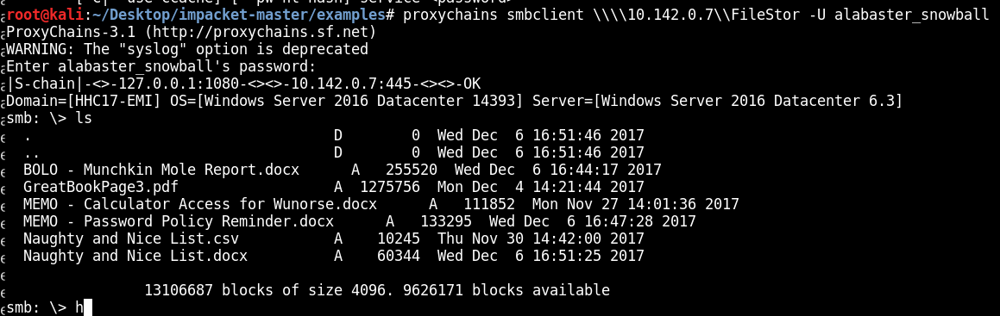 root@kali:~/Desktop/impacket-master/examples# proxychains smbclient \\\\10.142.0.7\\FileStor -U alabaster_snowball
ProxyChains-3.1 (http://proxychains.sf.net)
WARNING: The "syslog" option is deprecated
Enter alabaster_snowball's password:
|S-chain|-<>-127.0.0.1:1080-<><>-10.142.0.7:445-<><>-OK
Domain=[HHC17-EMI] OS=[Windows Server 2016 Datacenter 14393] Server=[Windows Server 2016 Datacenter 6.3]
smb: \> ls
  .                                   D        0  Wed Dec  6 16:51:46 2017
  ..                                  D        0  Wed Dec  6 16:51:46 2017
  BOLO - Munchkin Mole Report.docx      A   255520  Wed Dec  6 16:44:17 2017
  GreatBookPage3.pdf                  A  1275756  Mon Dec  4 14:21:44 2017
  MEMO - Calculator Access for Wunorse.docx      A   111852  Mon Nov 27 14:01:36 2017
  MEMO - Password Policy Reminder.docx      A   133295  Wed Dec  6 16:47:28 2017
  Naughty and Nice List.csv           A    10245  Thu Nov 30 14:42:00 2017
  Naughty and Nice List.docx          A    60344  Wed Dec  6 16:51:25 2017
                13106687 blocks of size 4096. 9626171 blocks available
smb: \> h